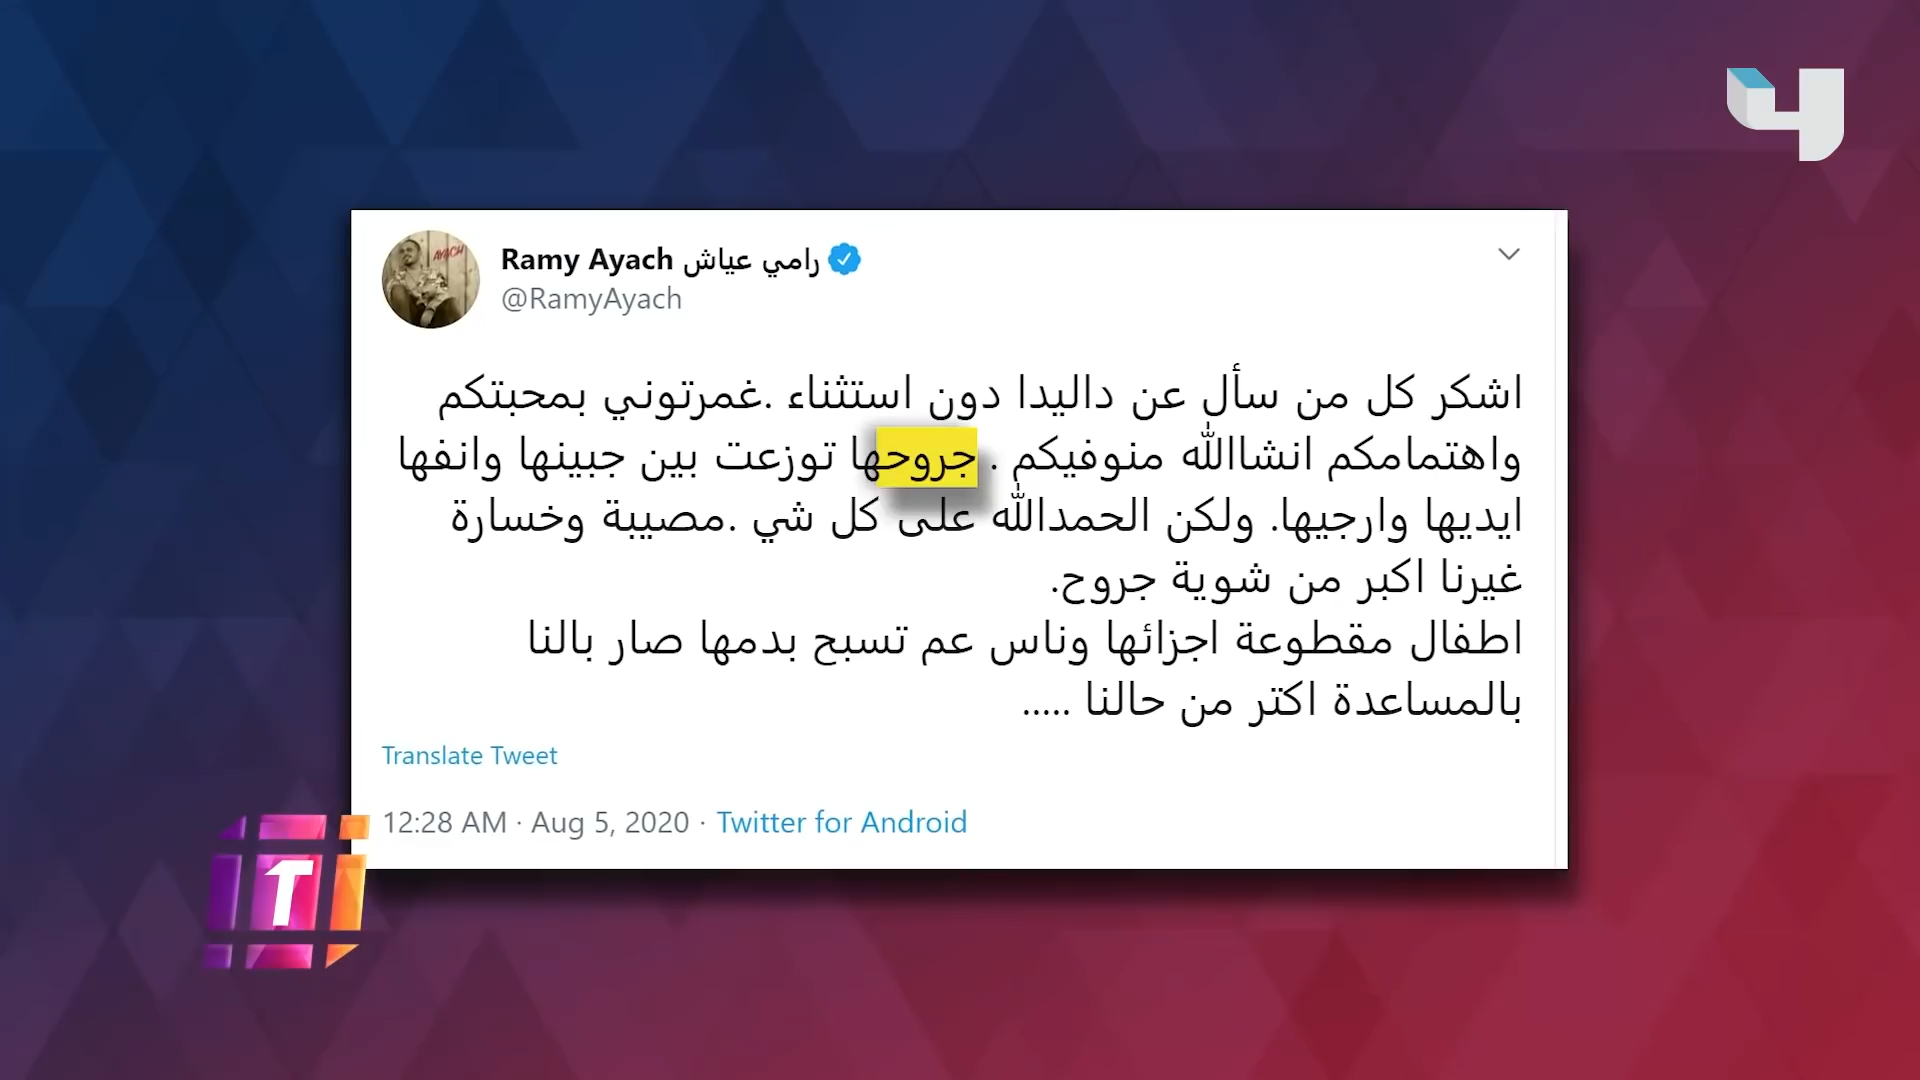 Ramy Ayach رامي عياش
@RamyAyach
اشكر كل من سأل عن داليدا دون استثناء .غمرتوني بمحبتكم
واهتمامكم انشاالله منوفيكم . جروحها توزعت بين جبينها وانفها
ايديها وارجيها. ولكن الحمدالله على كل شي .مصيبة وخسارة
غيرنا اكبر من شوية جروح.
اطفال مقطوعة اجزائها وناس عم تسبح بدمها صار بالنا
بالمساعدة اكتر من حالنا .....
Translate Tweet
12:28 AM · Aug 5, 2020 · Twitter for Android
T
AYACH